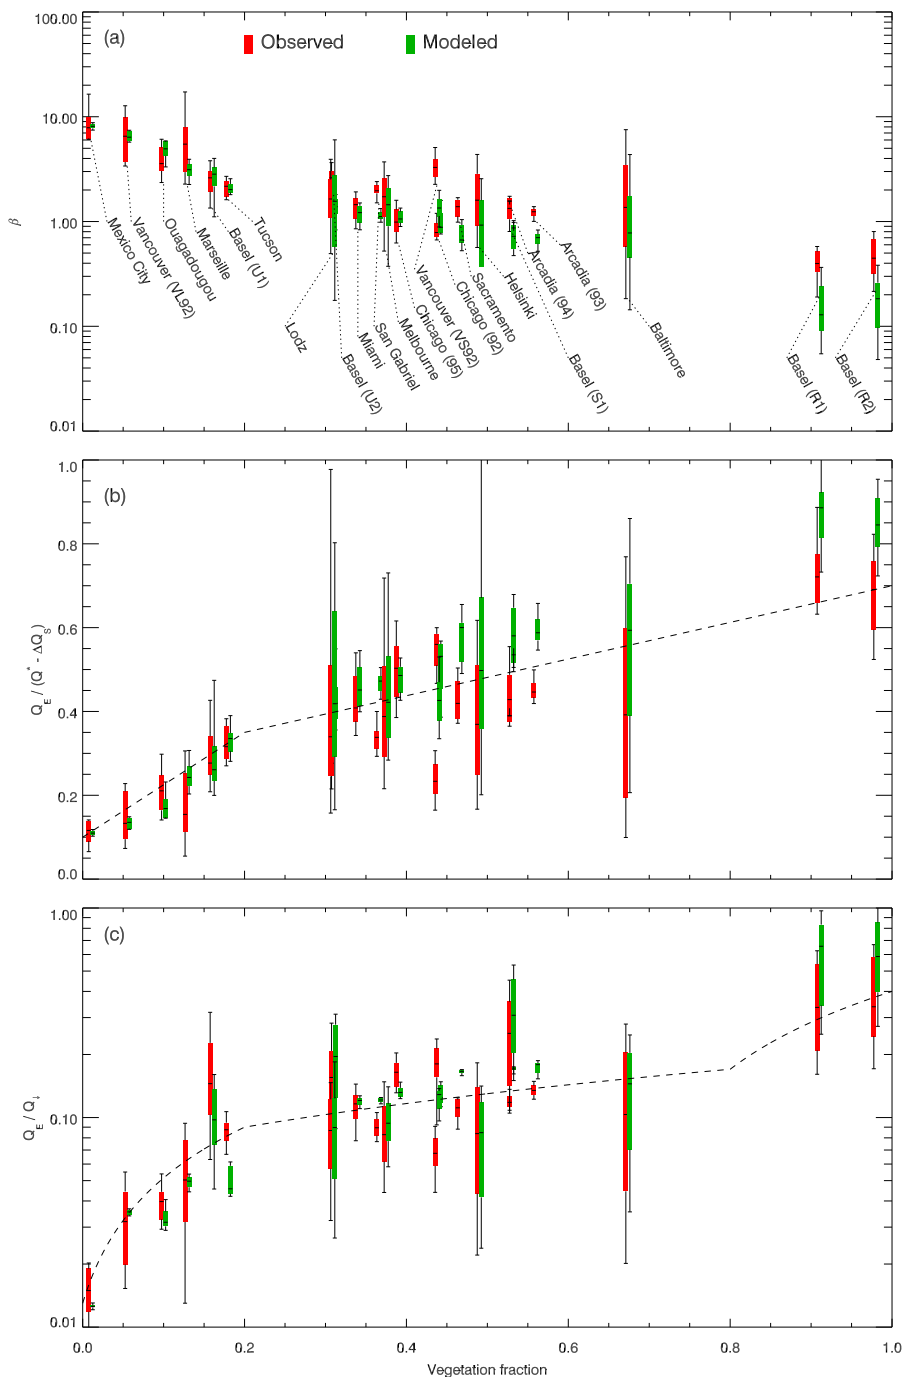 100.00
(a)
Observed
Modeled
10.00
1.00
0.10
0.01
β
Mexico City
Vancouver (VL92)
Ouagadougou
Marseille
Basel (U1)
Tucson
Lodz
Basel (U2)
Miami
San Gabriel
Melbourne
Chicago (95)
Vancouver (VS92)
Chicago (92)
Sacramento
Helsinki
Basel (S1)
Arcadia (94)
Arcadia (93)
Baltimore
Basel (R1)
Basel (R2)
1.0
(b)
0.8
0.6
0.4
0.2
0.0
Q_E / (Q* - ΔQ_S)
1.00
(c)
0.10
0.01
Q_E / Q↓
0.0 0.2 0.4 0.6 0.8 1.0
Vegetation fraction